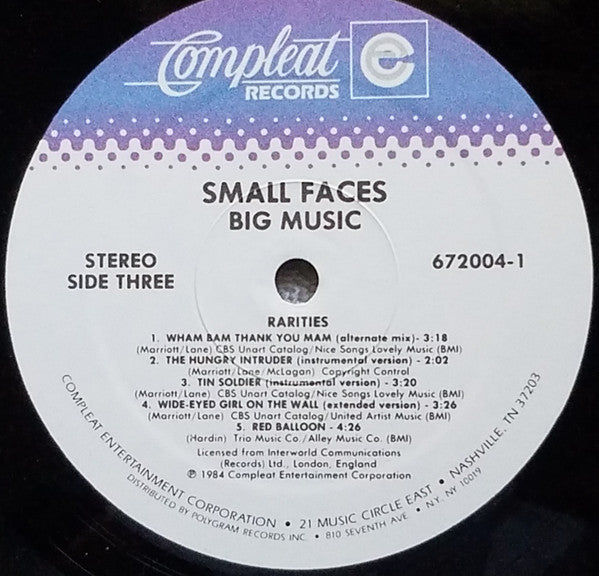 Compleat
RECORDS
SMALL FACES
BIG MUSIC
STEREO
SIDE THREE
672004-1
RARITIES
1. WHAM BAM THANK YOU MAM (alternate mix)- 3:18
(Marriott/Lane) CBS Unart Catalog/Nice Songs Lovely Music (BMI)
2. THE HUNGRY INTRUDER (instrumental version) - 2:02
(Marriott/Lane/McLagan) Copyright Control
3. TIN SOLDIER (instrumental version) - 3:20
(Marriott/Lane) CBS Unart Catalog/Nice Songs Lovely Music (BMI)
4. WIDE-EYED GIRL ON THE WALL (extended version) - 3:26
(Marriott/Lane) CBS Unart Catalog/United Artist Music (BMI)
5. RED BALLOON - 4:26
(Hardin) Trio Music Co./Alley Music Co. (BMI)
Licensed from Interworld Communications
(Records) Ltd., London, England
℗ 1984 Compleat Entertainment Corporation
COMPLEAT ENTERTAINMENT CORPORATION • 21 MUSIC CIRCLE EAST • NASHVILLE, TN 37203
DISTRIBUTED BY POLYGRAM RECORDS INC • 810 SEVENTH AVE • N.Y. NY 10019